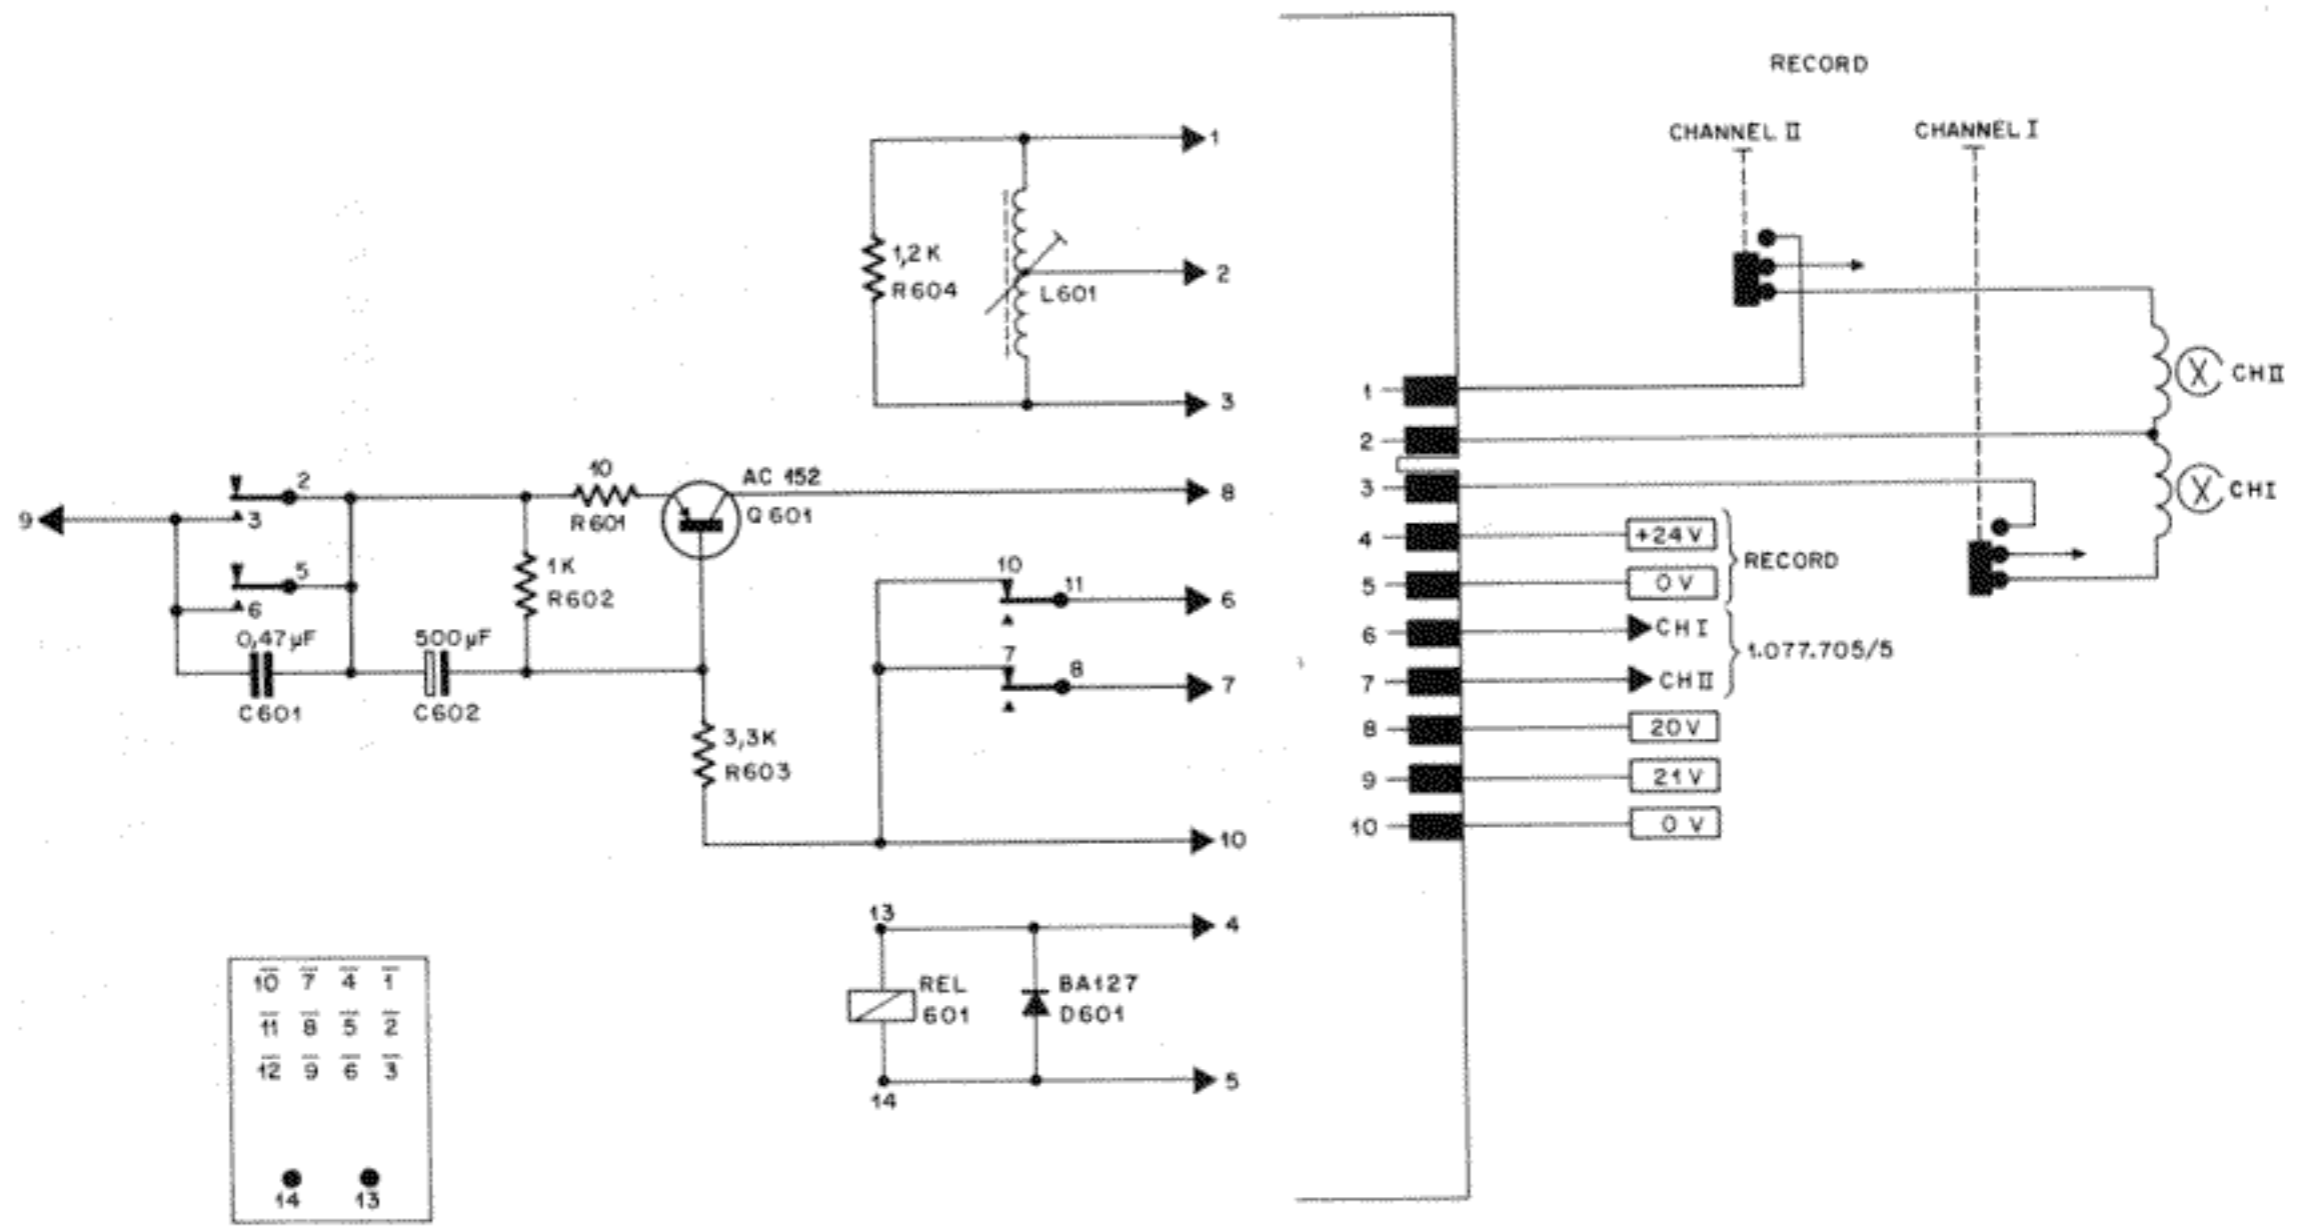 RECORD
CHANNEL II
CHANNEL I
1
1,2 K
R604
2
L601
3
CH II
CH I
9
2
3
10
R601
AC 152
Q 601
8
5
6
1K
R602
0,47 µF
C601
500 µF
C602
10
11
6
7
8
7
3,3K
R603
10
13
4
REL
601
BA127
D601
14
5
1
2
3
4
+24 V
5
0 V
RECORD
6
CH I
7
CH II
1.077.705/5
8
20 V
9
21 V
10
0 V
10 7 4 1
11 8 5 2
12 9 6 3
14 13